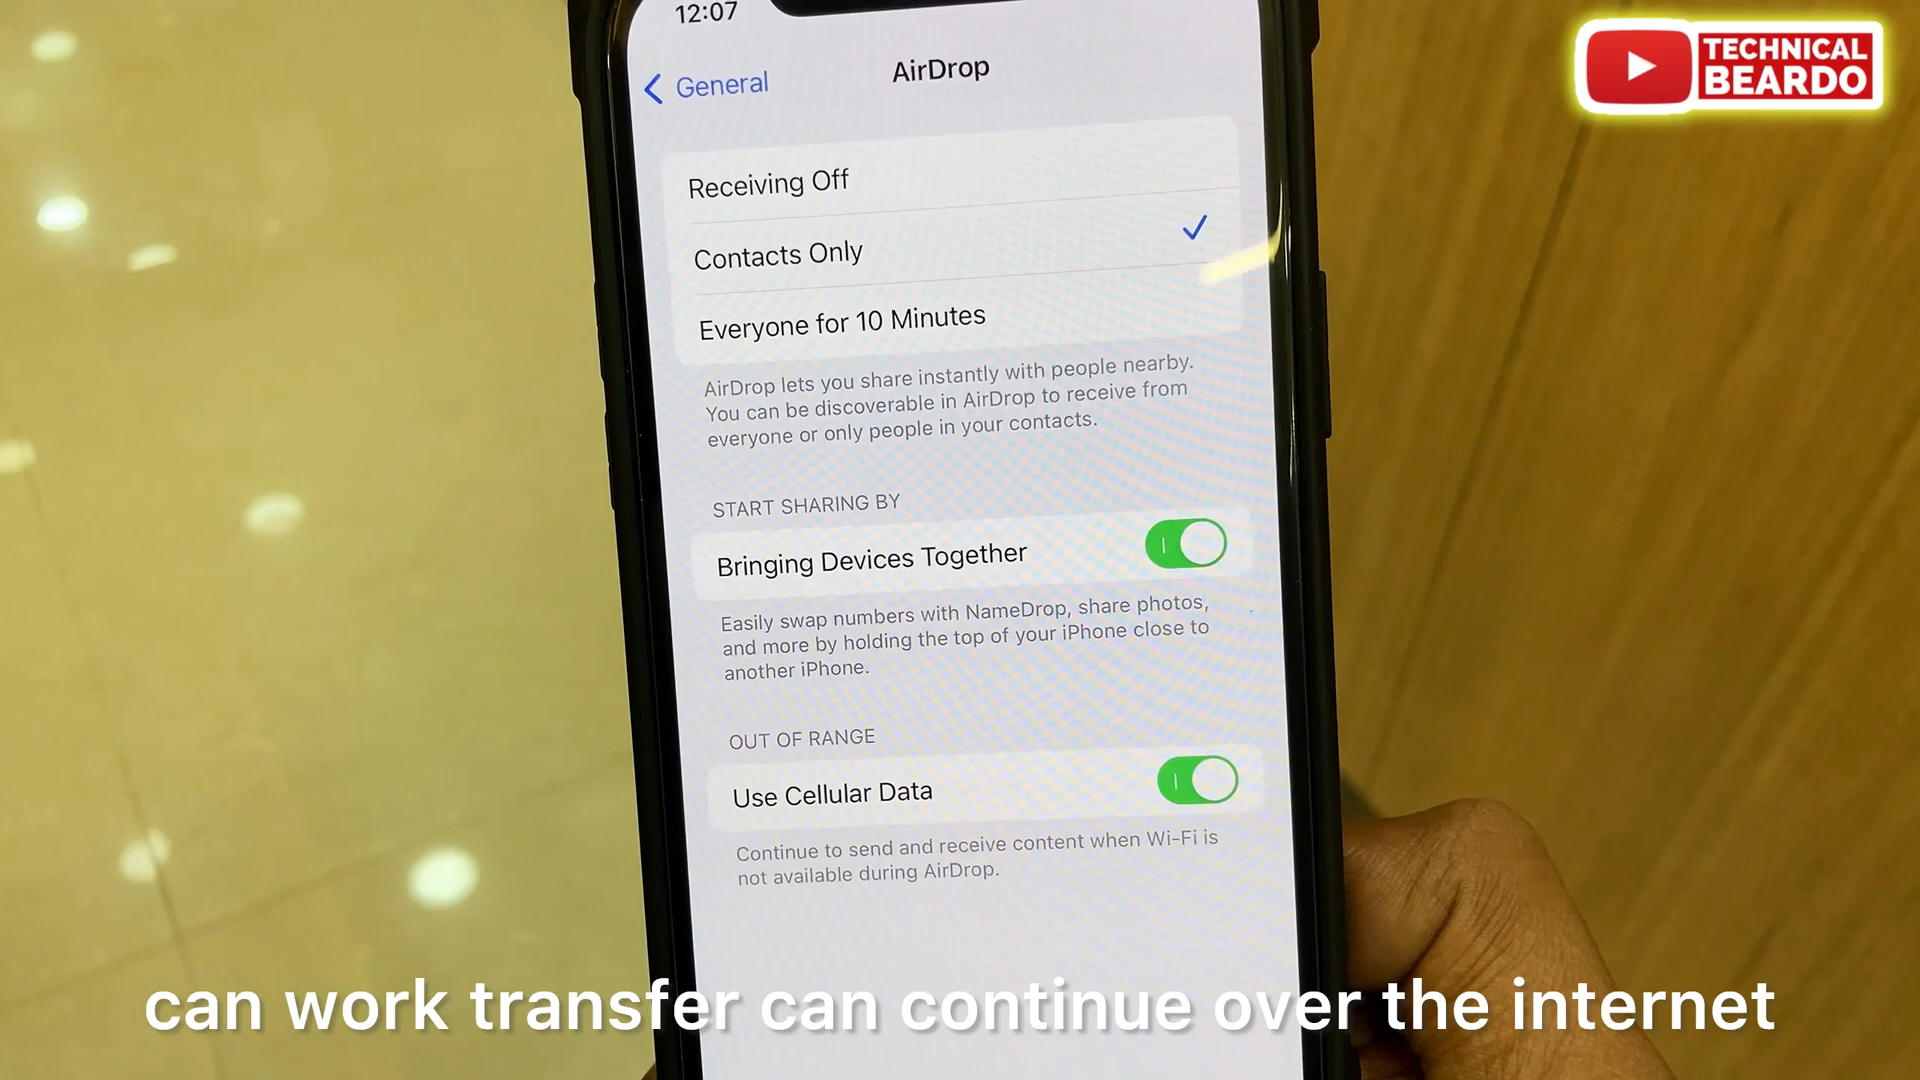 12:07
TECHNICAL
BEARDO
General
AirDrop
Receiving Off
Contacts Only
Everyone for 10 Minutes
AirDrop lets you share instantly with people nearby.
You can be discoverable in AirDrop to receive from
everyone or only people in your contacts.
START SHARING BY
Bringing Devices Together
Easily swap numbers with NameDrop, share photos,
and more by holding the top of your iPhone close to
another iPhone.
OUT OF RANGE
Use Cellular Data
Continue to send and receive content when Wi-Fi is
not available during AirDrop.
can work transfer can continue over the internet